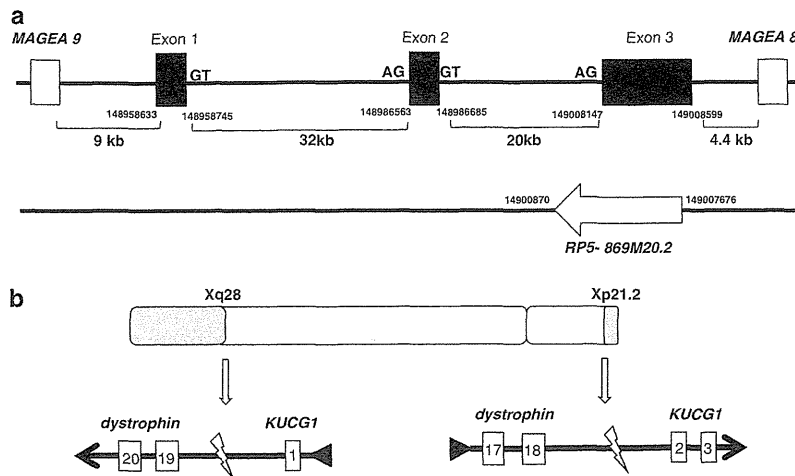 a
MAGEA 9 Exon 1 Exon 2 Exon 3 MAGEA 8
GT AG GT AG
148958633 148958745 148986563 148986685 149008147 149008599
9 kb 32kb 20kb 4.4 kb
14900870 149007676
RP5- 869M20.2
b
Xq28 Xp21.2
dystrophin KUCG1 dystrophin KUCG1
20 19 1 17 18 2 3